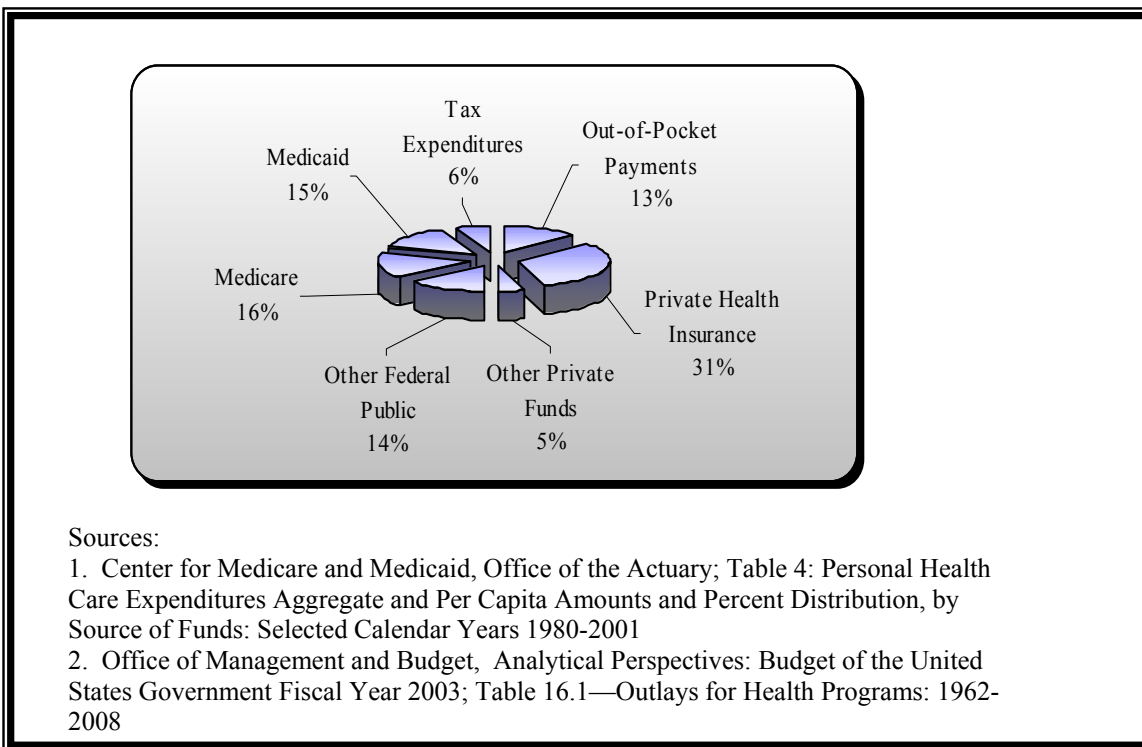 Tax
Expenditures
6%
Out-of-Pocket
Payments
13%
Medicaid
15%
Medicare
16%
Private Health
Insurance
31%
Other Federal
Public
14%
Other Private
Funds
5%
Sources:
1. Center for Medicare and Medicaid, Office of the Actuary; Table 4: Personal Health
Care Expenditures Aggregate and Per Capita Amounts and Percent Distribution, by
Source of Funds: Selected Calendar Years 1980-2001
2. Office of Management and Budget, Analytical Perspectives: Budget of the United
States Government Fiscal Year 2003; Table 16.1—Outlays for Health Programs: 1962-
2008